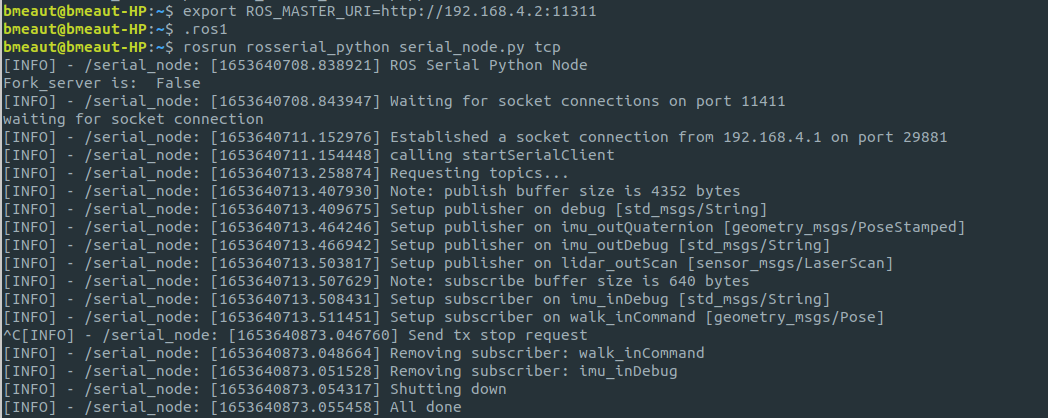 bmeaut@bmeaut-HP:~$ export ROS_MASTER_URI=http://192.168.4.2:11311
bmeaut@bmeaut-HP:~$ .ros1
bmeaut@bmeaut-HP:~$ rosrun rosserial_python serial_node.py tcp
[INFO] - /serial_node: [1653640708.838921] ROS Serial Python Node
Fork_server is:  False
[INFO] - /serial_node: [1653640708.843947] Waiting for socket connections on port 11411
waiting for socket connection
[INFO] - /serial_node: [1653640711.152976] Established a socket connection from 192.168.4.1 on port 29881
[INFO] - /serial_node: [1653640711.154448] calling startSerialClient
[INFO] - /serial_node: [1653640713.258874] Requesting topics...
[INFO] - /serial_node: [1653640713.407930] Note: publish buffer size is 4352 bytes
[INFO] - /serial_node: [1653640713.409675] Setup publisher on debug [std_msgs/String]
[INFO] - /serial_node: [1653640713.464246] Setup publisher on imu_outQuaternion [geometry_msgs/PoseStamped]
[INFO] - /serial_node: [1653640713.466942] Setup publisher on imu_outDebug [std_msgs/String]
[INFO] - /serial_node: [1653640713.503817] Setup publisher on lidar_outScan [sensor_msgs/LaserScan]
[INFO] - /serial_node: [1653640713.507629] Note: subscribe buffer size is 640 bytes
[INFO] - /serial_node: [1653640713.508431] Setup subscriber on imu_inDebug [std_msgs/String]
[INFO] - /serial_node: [1653640713.511451] Setup subscriber on walk_inCommand [geometry_msgs/Pose]
^C[INFO] - /serial_node: [1653640873.046760] Send tx stop request
[INFO] - /serial_node: [1653640873.048664] Removing subscriber: walk_inCommand
[INFO] - /serial_node: [1653640873.051528] Removing subscriber: imu_inDebug
[INFO] - /serial_node: [1653640873.054317] Shutting down
[INFO] - /serial_node: [1653640873.055458] All done